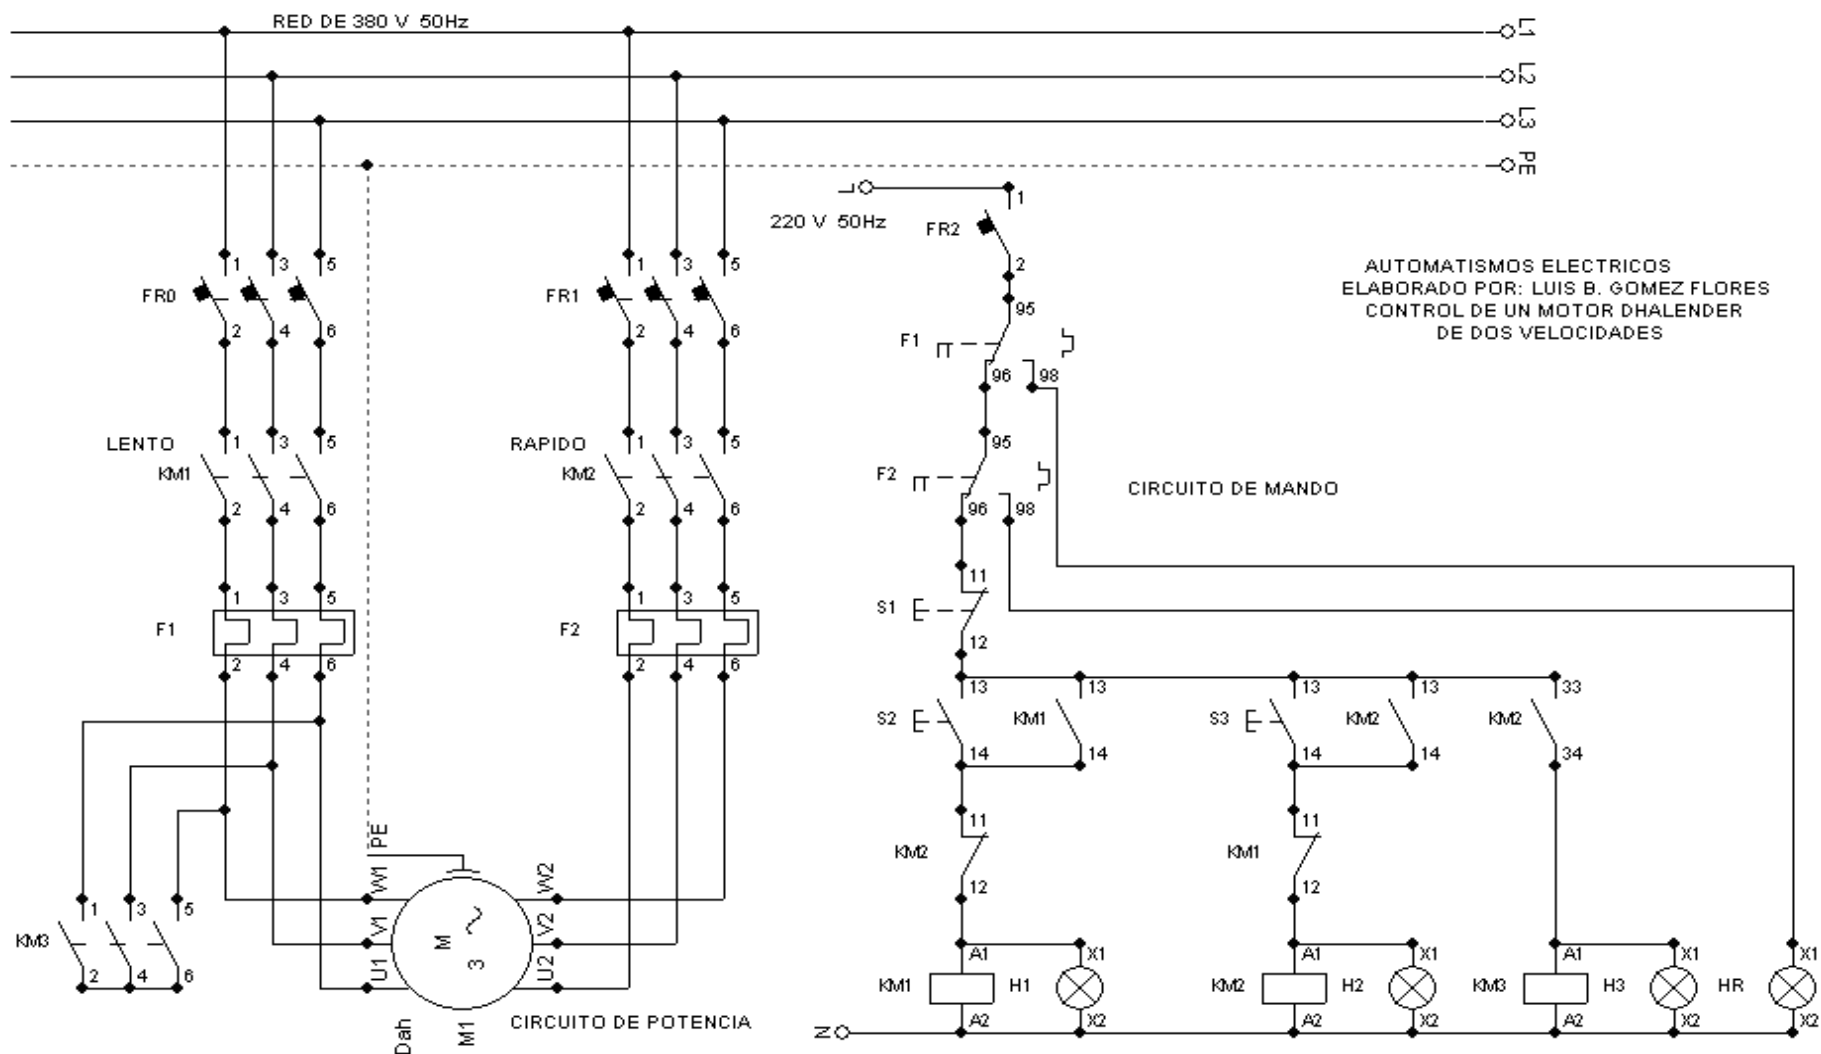 RED DE 380 V 50Hz
L1
L2
L3
PE
L
220 V 50Hz
1
FR2
2
AUTOMATISMOS ELECTRICOS
ELABORADO POR: LUIS B. GOMEZ FLORES
CONTROL DE UN MOTOR DHALENDER
DE DOS VELOCIDADES
1 3 5
FR0
2 4 6
1 3 5
FR1
2 4 6
95
F1
96 98
LENTO
1 3 5
KM1
2 4 6
RAPIDO
1 3 5
KM2
2 4 6
95
F2
96 98
CIRCUITO DE MANDO
1 3 5
F1
2 4 6
1 3 5
F2
2 4 6
11
S1
12
13 13 13 13 33
S2 KM1 S3 KM2 KM2
14 14 14 14 34
11 11
KM2 KM1
12 12
PE
W1 W2
V1 V2
U1 U2
M
3
1 3 5
KM3
2 4 6
A1 X1 A1 X1 A1 X1 X1
KM1 H1 KM2 H2 KM3 H3 HR
A2 X2 A2 X2 A2 X2 X2
Dah
M1
CIRCUITO DE POTENCIA
N